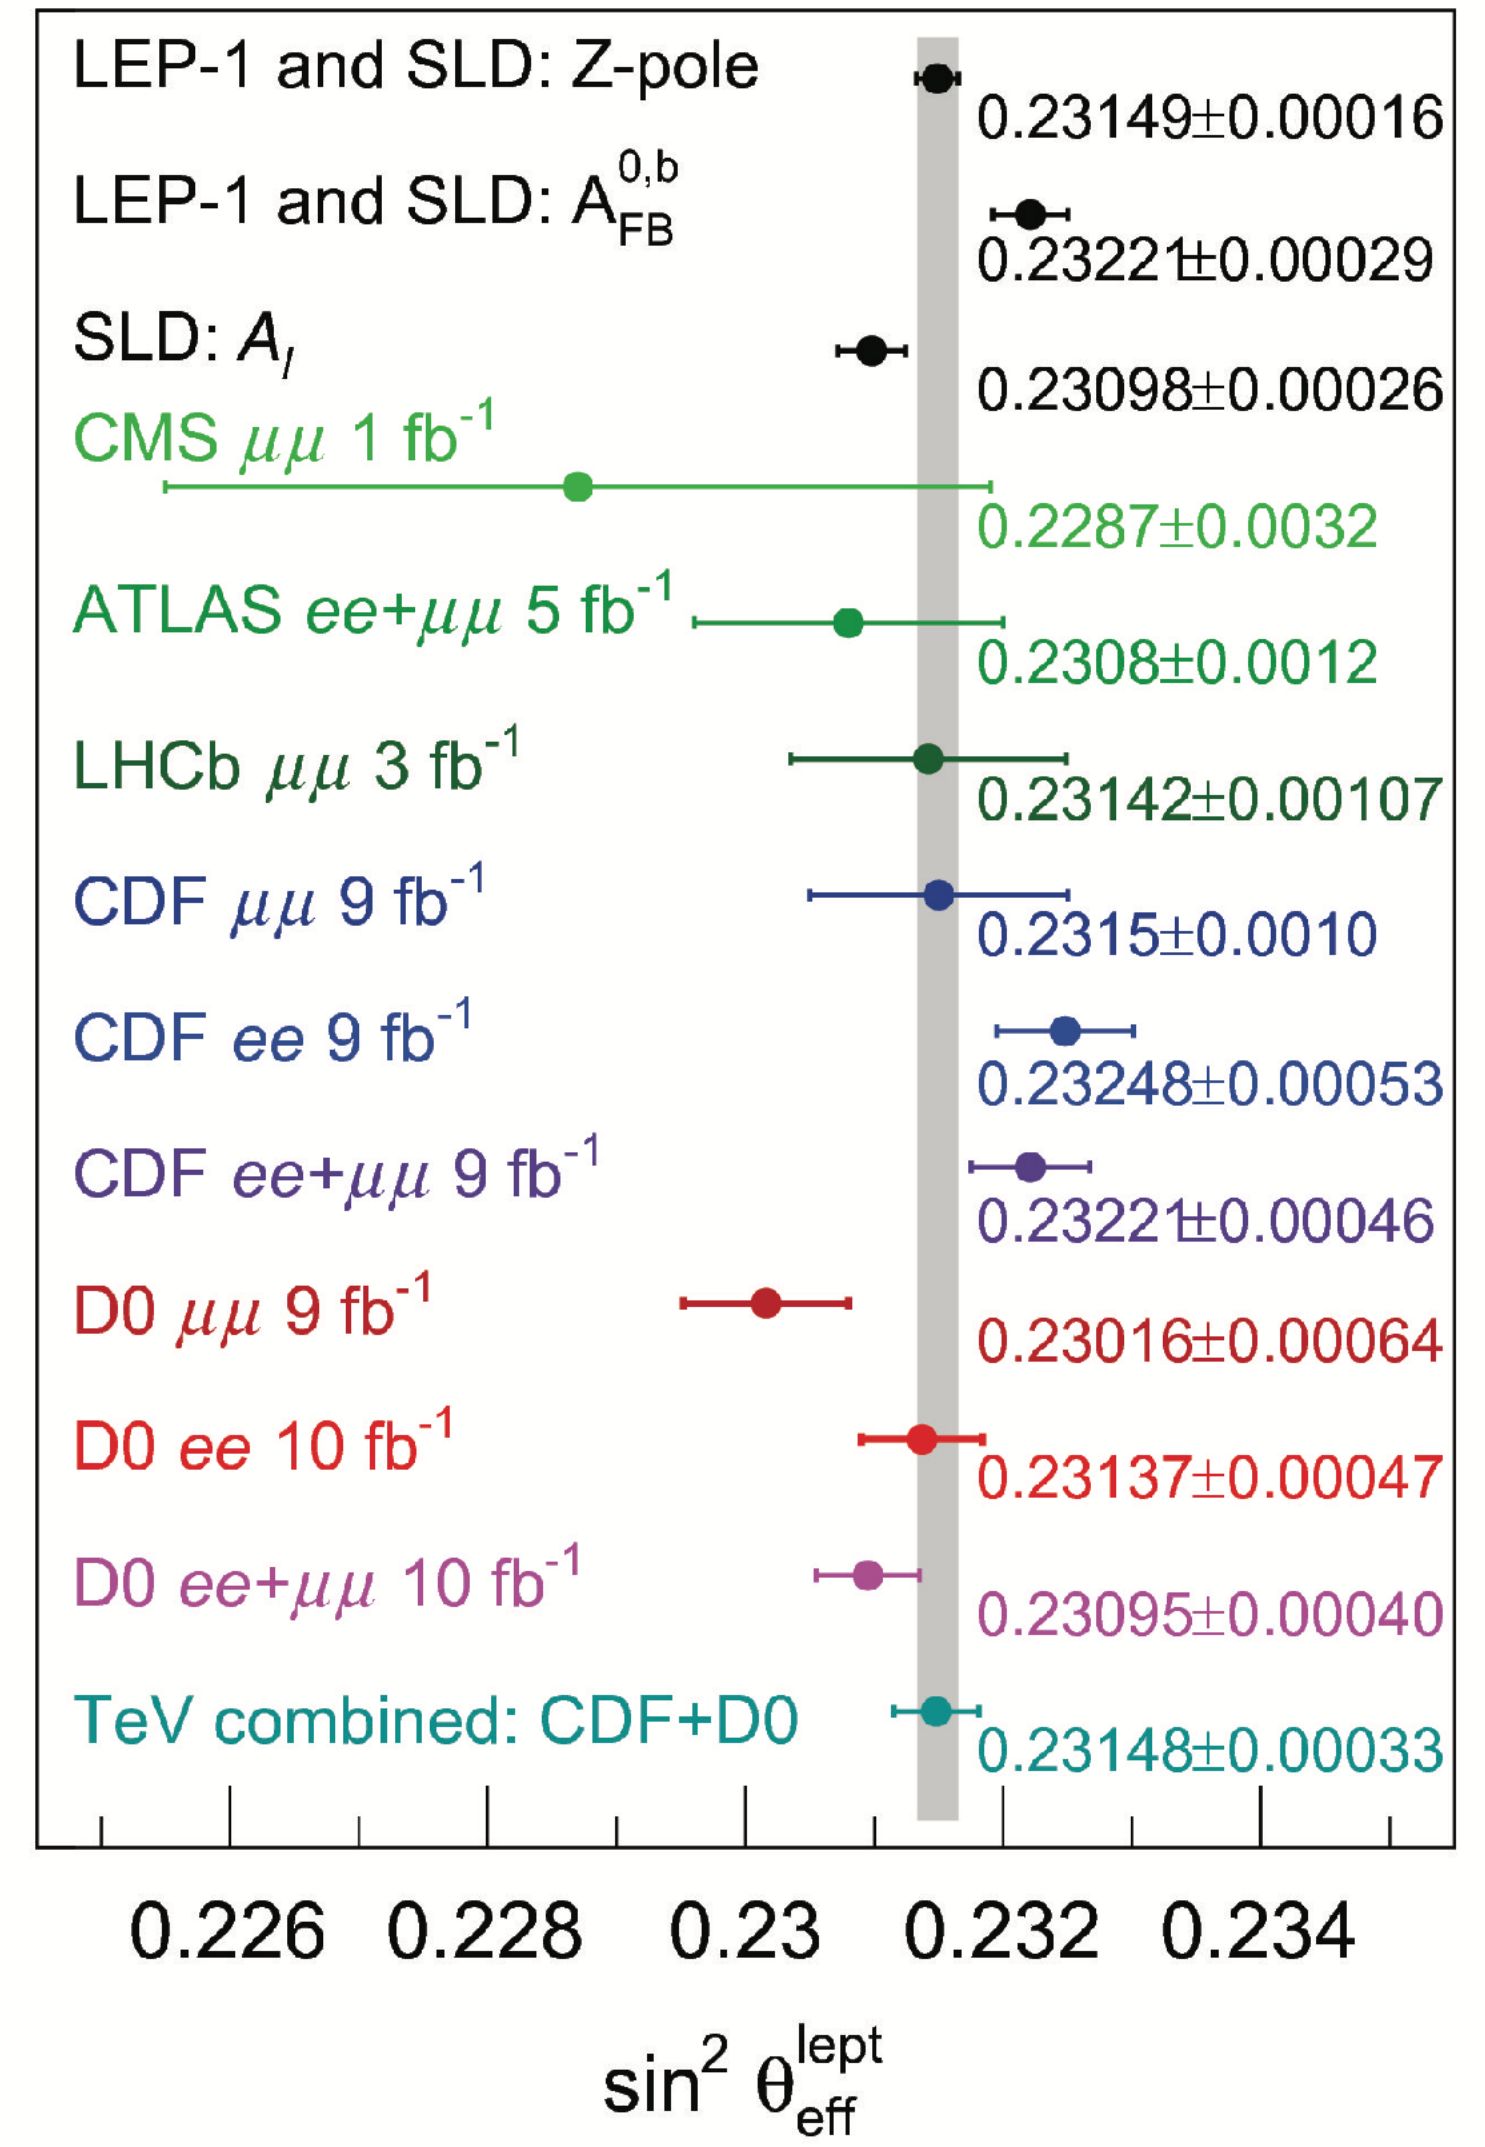 LEP-1 and SLD: Z-pole
0.23149±0.00016
LEP-1 and SLD: A_FB^0,b
0.23221±0.00029
SLD: A_l
0.23098±0.00026
CMS μμ 1 fb⁻¹
0.2287±0.0032
ATLAS ee+μμ 5 fb⁻¹
0.2308±0.0012
LHCb μμ 3 fb⁻¹
0.23142±0.00107
CDF μμ 9 fb⁻¹
0.2315±0.0010
CDF ee 9 fb⁻¹
0.23248±0.00053
CDF ee+μμ 9 fb⁻¹
0.23221±0.00046
D0 μμ 9 fb⁻¹
0.23016±0.00064
D0 ee 10 fb⁻¹
0.23137±0.00047
D0 ee+μμ 10 fb⁻¹
0.23095±0.00040
TeV combined: CDF+D0
0.23148±0.00033
0.226 0.228 0.23 0.232 0.234
sin² θ_eff^lept